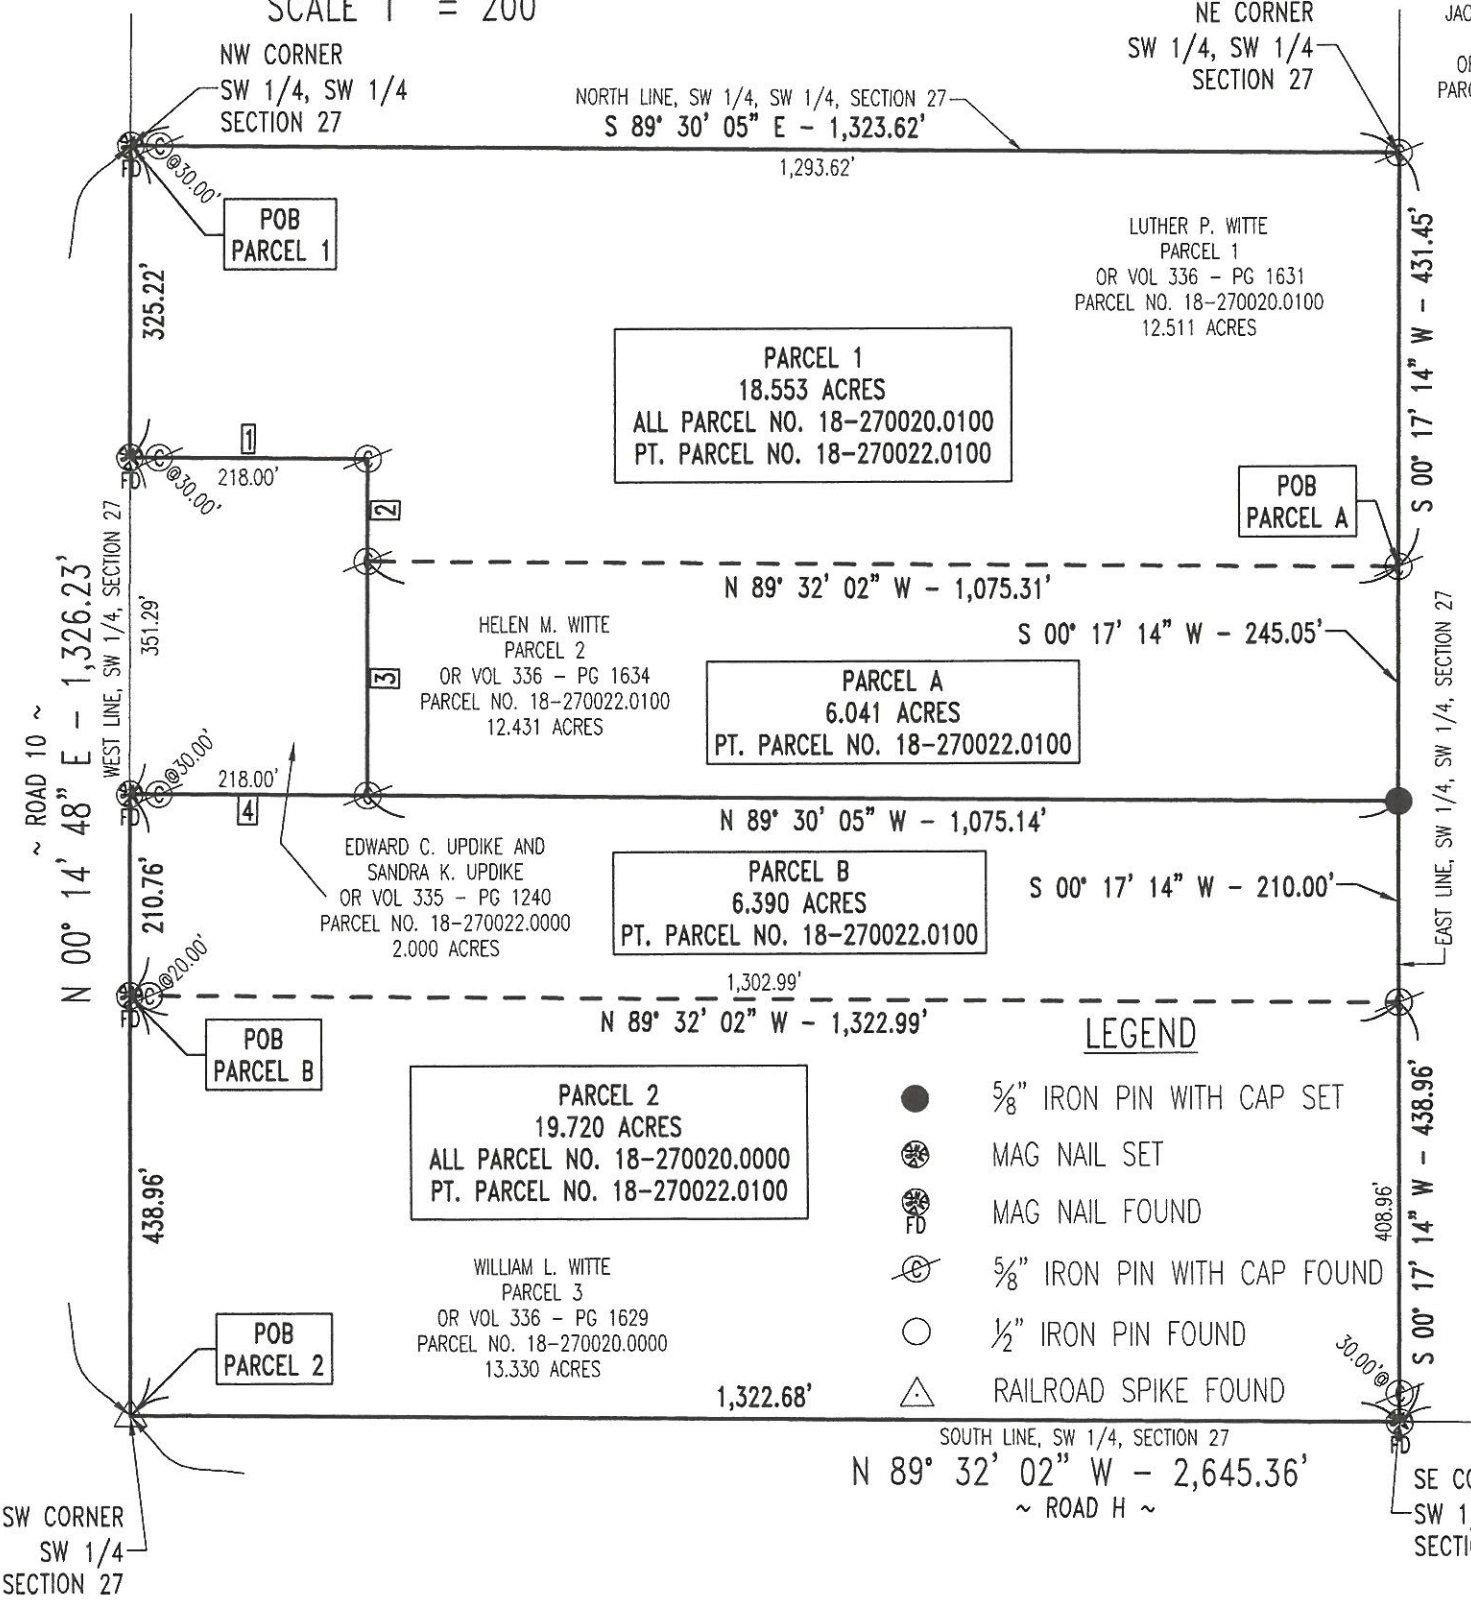 SCALE 1" = 200
NW CORNER
SW 1/4, SW 1/4
SECTION 27
NORTH LINE, SW 1/4, SW 1/4, SECTION 27
S 89° 30' 05" E - 1,323.62'
1,293.62'
NE CORNER
SW 1/4, SW 1/4
SECTION 27
FD
C
@30.00'
C
POB
PARCEL 1
325.22'
LUTHER P. WITTE
PARCEL 1
OR VOL 336 - PG 1631
PARCEL NO. 18-270020.0100
12.511 ACRES
S 00° 17' 14" W - 431.45'
PARCEL 1
18.553 ACRES
ALL PARCEL NO. 18-270020.0100
PT. PARCEL NO. 18-270022.0100
1
218.00'
FD
C
@30.00'
C
2
POB
PARCEL A
C
C
N 89° 32' 02" W - 1,075.31'
~ ROAD 10 ~
N 00° 14' 48" E - 1,326.23'
WEST LINE, SW 1/4, SECTION 27
351.29'
HELEN M. WITTE
PARCEL 2
OR VOL 336 - PG 1634
PARCEL NO. 18-270022.0100
12.431 ACRES
3
S 00° 17' 14" W - 245.05'
PARCEL A
6.041 ACRES
PT. PARCEL NO. 18-270022.0100
EAST LINE, SW 1/4, SW 1/4, SECTION 27
@30.00'
FD
C
218.00'
4
C
N 89° 30' 05" W - 1,075.14'
EDWARD C. UPDIKE AND
SANDRA K. UPDIKE
OR VOL 335 - PG 1240
PARCEL NO. 18-270022.0000
2.000 ACRES
PARCEL B
6.390 ACRES
PT. PARCEL NO. 18-270022.0100
S 00° 17' 14" W - 210.00'
210.76'
@20.00'
FD
C
1,302.99'
N 89° 32' 02" W - 1,322.99'
C
POB
PARCEL B
PARCEL 2
19.720 ACRES
ALL PARCEL NO. 18-270020.0000
PT. PARCEL NO. 18-270022.0100
438.96'
WILLIAM L. WITTE
PARCEL 3
OR VOL 336 - PG 1629
PARCEL NO. 18-270020.0000
13.330 ACRES
LEGEND
5/8" IRON PIN WITH CAP SET
MAG NAIL SET
FD MAG NAIL FOUND
C 5/8" IRON PIN WITH CAP FOUND
1/2" IRON PIN FOUND
RAILROAD SPIKE FOUND
S 00° 17' 14" W - 438.96'
408.96'
30.00'@
C
FD
POB
PARCEL 2
1,322.68'
SOUTH LINE, SW 1/4, SECTION 27
N 89° 32' 02" W - 2,645.36'
~ ROAD H ~
SW CORNER
SW 1/4
SECTION 27